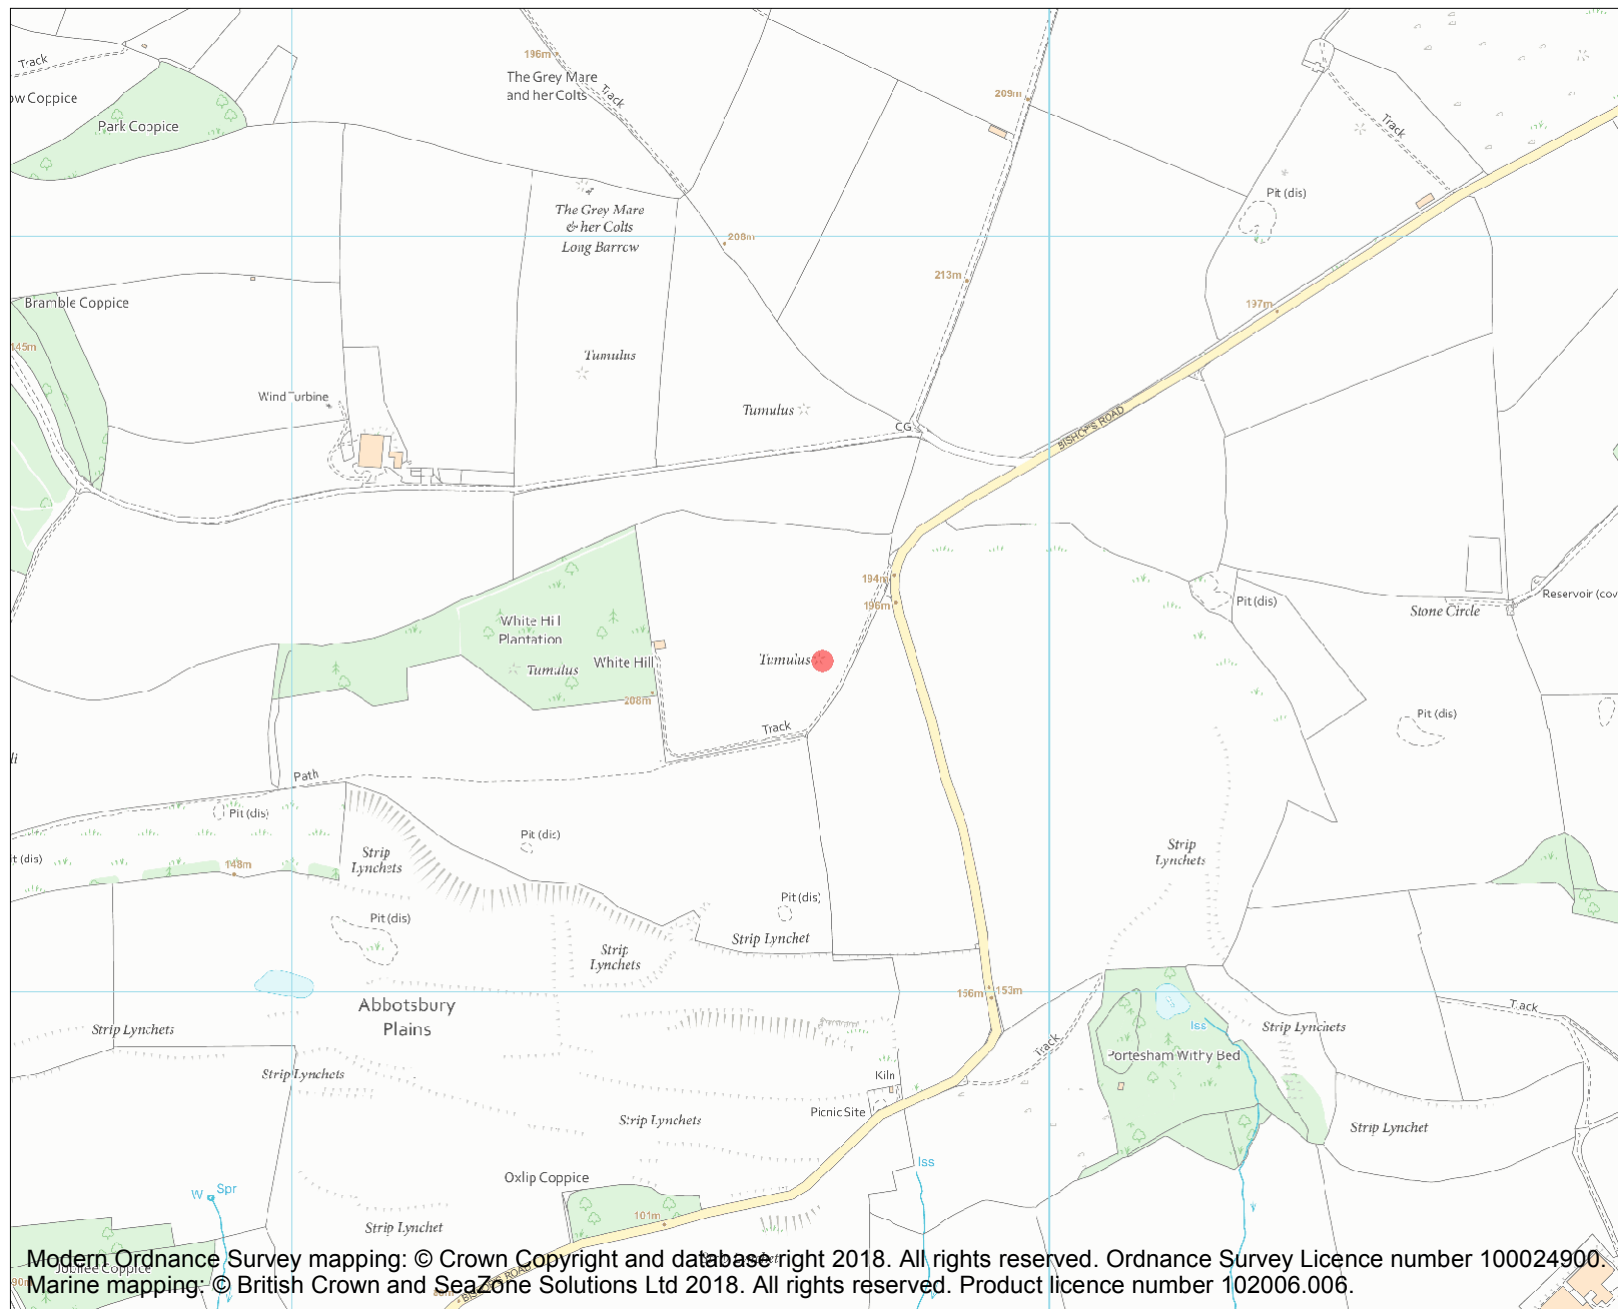 Track
196m
The Grey Mare
and her Colts
Track
209m
Track
Park Coppice
Pit (dis)
The Grey Mare
& her Colts
Long Barrow
208m
213m
197m
Bramble Coppice
145m
Tumulus
Wind Turbine
Tumulus
CG
BISHOP'S ROAD
194m
196m
Pit (dis)
Stone Circle
Reservoir (cov
White Hill
Plantation
Tumulus
White Hill
Tumulus
208m
Pit (dis)
Track
Path
Pit (dis)
Pit (dis)
Strip
Lynchets
Strip
Lynchets
t (dis)
148m
Pit (dis)
Pit (dis)
Strip Lynchet
Strip
Lynchets
Abbotsbury
Plains
156m
153m
Strip Lynchets
Iss
Strip Lynchets
Track
Track
Portesham Withy Bed
Strip Lynchets
Kiln
Picnic Site
Strip Lynchets
Strip Lynchet
Iss
Oxlip Coppice
W
Spr
101m
Strip Lynchet
Modern Ordnance Survey mapping: © Crown Copyright and database right 2018. All rights reserved. Ordnance Survey Licence number 100024900.
Jubilee Coppice
90m
Marine mapping: © British Crown and SeaZone Solutions Ltd 2018. All rights reserved. Product licence number 102006.006.